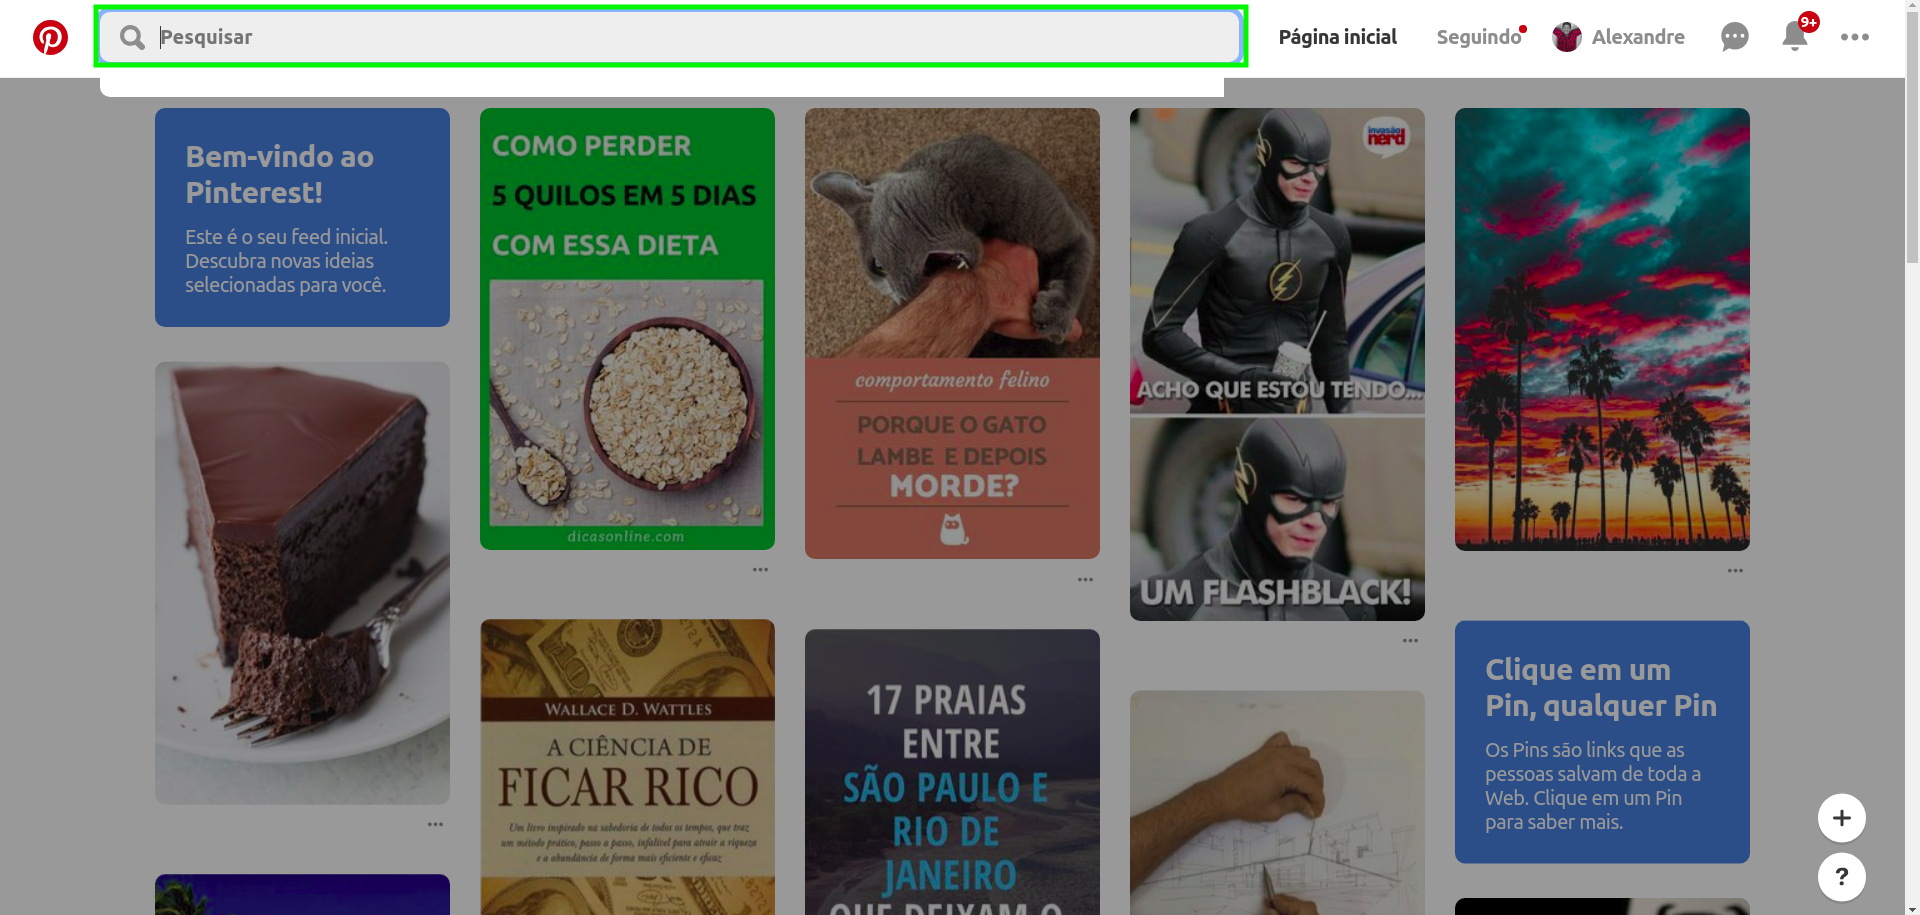 Pesquisar
Página inicial
Seguindo
Alexandre
9+
Bem-vindo ao
Pinterest!
Este é o seu feed inicial.
Descubra novas ideias
selecionadas para você.
COMO PERDER
5 QUILOS EM 5 DIAS
COM ESSA DIETA
dicasonline.com
comportamento felino
PORQUE O GATO
LAMBE E DEPOIS
MORDE?
invasão
nerd
ACHO QUE ESTOU TENDO...
UM FLASHBLACK!
WALLACE D. WATTLES
A CIÊNCIA DE
FICAR RICO
Um livro inspirado na sabedoria de todos os tempos, que traz
um método prático, passo a passo, infalível para atrair a riqueza
e a abundância de forma mais eficiente e eficaz
17 PRAIAS
ENTRE
SÃO PAULO E
RIO DE
JANEIRO
QUE DEIXAM O
Clique em um
Pin, qualquer Pin
Os Pins são links que as
pessoas salvam de toda a
Web. Clique em um Pin
para saber mais.
+
?